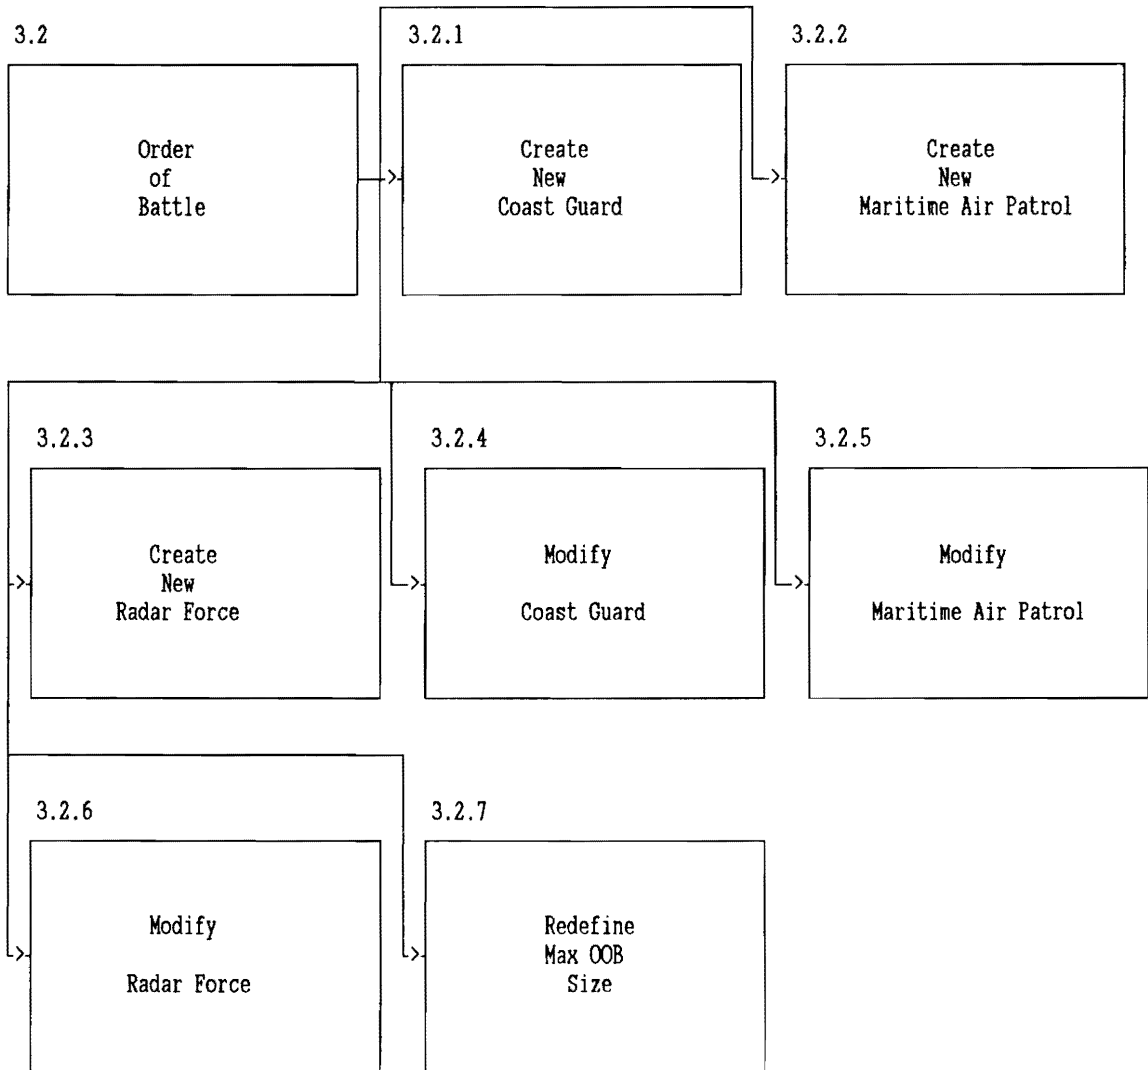 3.2
Order
of
Battle
3.2.1
Create
New
Coast Guard
3.2.2
Create
New
Maritime Air Patrol
3.2.3
Create
New
Radar Force
3.2.4
Modify
Coast Guard
3.2.5
Modify
Maritime Air Patrol
3.2.6
Modify
Radar Force
3.2.7
Redefine
Max OOB
Size